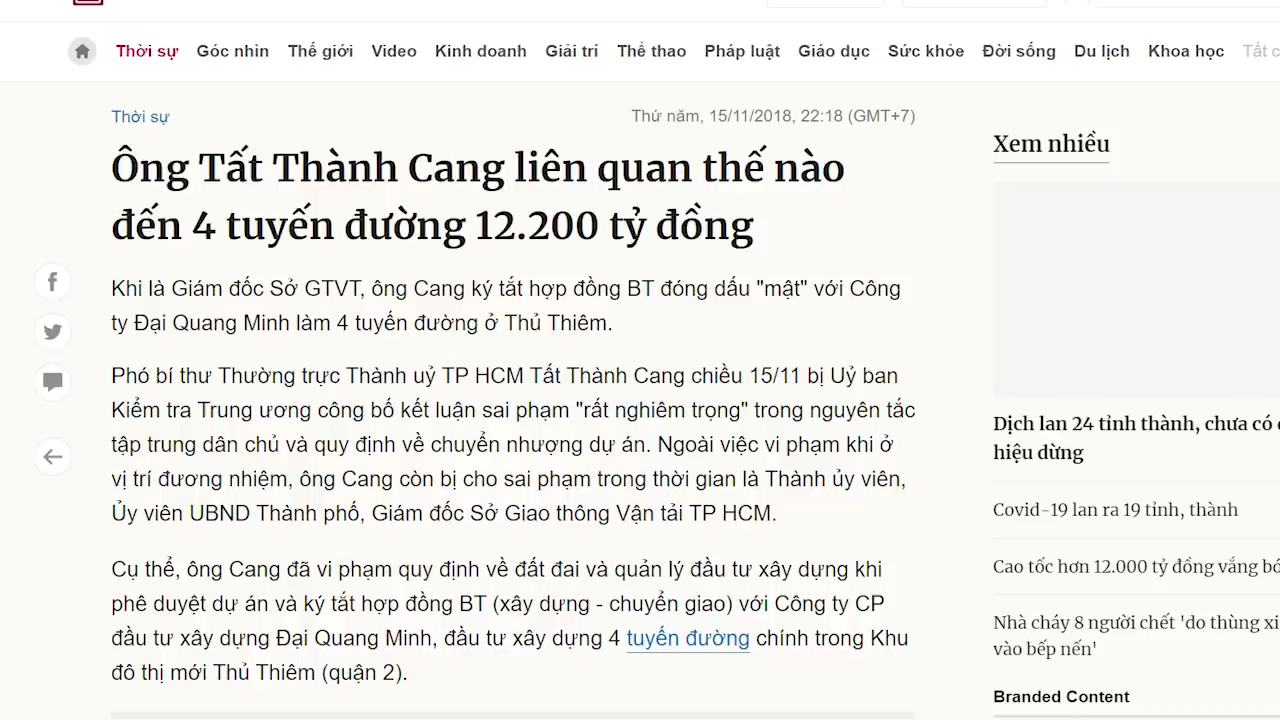 Thời sự Góc nhìn Thế giới Video Kinh doanh Giải trí Thể thao Pháp luật Giáo dục Sức khỏe Đời sống Du lịch Khoa học Tất c
Thời sự
Thứ năm, 15/11/2018, 22:18 (GMT+7)
Ông Tất Thành Cang liên quan thế nào
đến 4 tuyến đường 12.200 tỷ đồng
Khi là Giám đốc Sở GTVT, ông Cang ký tắt hợp đồng BT đóng dấu "mật" với Công
ty Đại Quang Minh làm 4 tuyến đường ở Thủ Thiêm.
Phó bí thư Thường trực Thành uỷ TP HCM Tất Thành Cang chiều 15/11 bị Uỷ ban
Kiểm tra Trung ương công bố kết luận sai phạm "rất nghiêm trọng" trong nguyên tắc
tập trung dân chủ và quy định về chuyển nhượng dự án. Ngoài việc vi phạm khi ở
vị trí đương nhiệm, ông Cang còn bị cho sai phạm trong thời gian là Thành ủy viên,
Ủy viên UBND Thành phố, Giám đốc Sở Giao thông Vận tải TP HCM.
Cụ thể, ông Cang đã vi phạm quy định về đất đai và quản lý đầu tư xây dựng khi
phê duyệt dự án và ký tắt hợp đồng BT (xây dựng - chuyển giao) với Công ty CP
đầu tư xây dựng Đại Quang Minh, đầu tư xây dựng 4 tuyến đường chính trong Khu
đô thị mới Thủ Thiêm (quận 2).
Xem nhiều
Dịch lan 24 tỉnh thành, chưa có
hiệu dừng
Covid-19 lan ra 19 tỉnh, thành
Cao tốc hơn 12.000 tỷ đồng vắng
Nhà cháy 8 người chết 'do thùng
vào bếp nến'
Branded Content